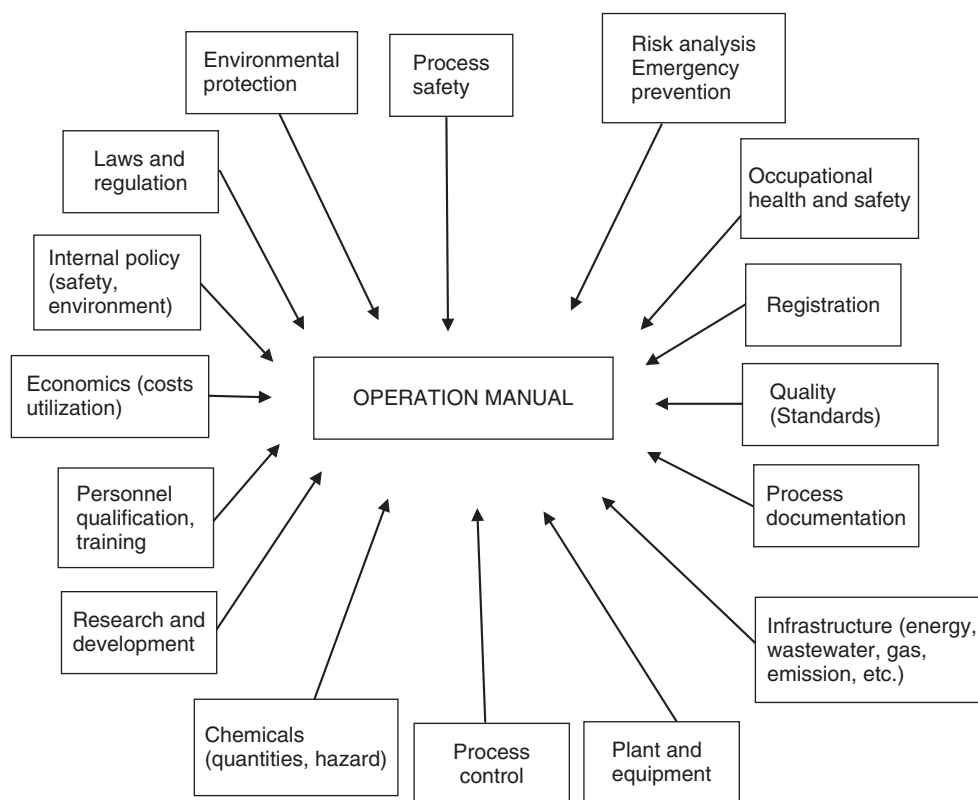 Environmental
protection
Process
safety
Risk analysis
Emergency
prevention
Laws and
regulation
Occupational
health and safety
Internal policy
(safety,
environment)
Registration
Economics (costs
utilization)
OPERATION MANUAL
Quality
(Standards)
Personnel
qualification,
training
Process
documentation
Research and
development
Infrastructure (energy,
wastewater, gas,
emission, etc.)
Chemicals
(quantities, hazard)
Process
control
Plant and
equipment